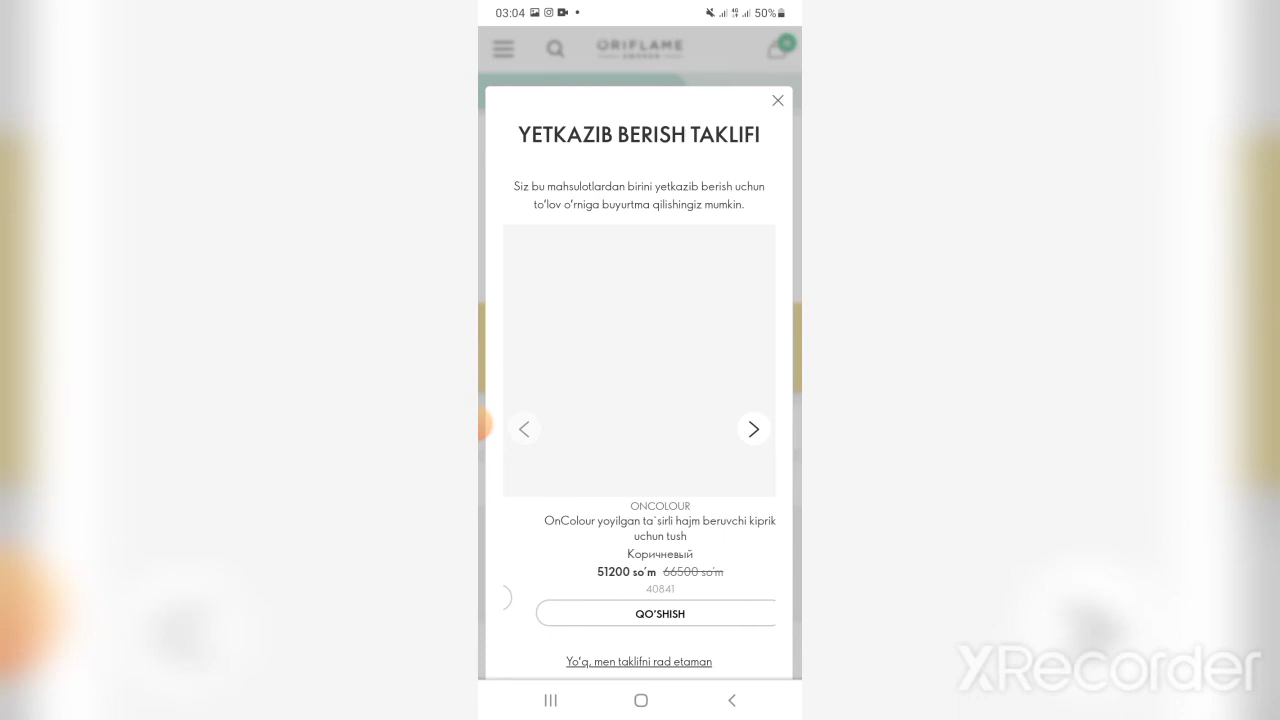 03:04
50%
ORIFLAME
SWEDEN
YETKAZIB BERISH TAKLIFI
Siz bu mahsulotlardan birini yetkazib berish uchun
to'lov o'rniga buyurtma qilishingiz mumkin.
ONCOLOUR
OnColour yoyilgan ta`sirli hajm beruvchi kiprik
uchun tush
Коричневый
51200 so'm 66500 so'm
40841
QO'SHISH
Yo'q, men taklifni rad etaman
XRecorder